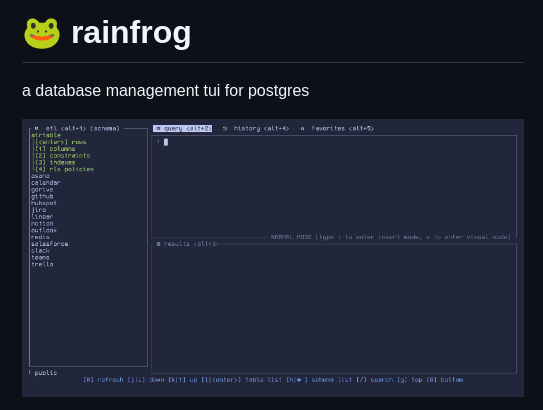 rainfrog
a database management tui for postgres
etl <alt+1> (schema)
query <alt+2> history <alt+4> favorites <alt+5>
airtable
├[<enter>] rows
├[1] columns
├[2] constraints
├[3] indexes
└[4] rls policies
asana
calendar
gdrive
github
hubspot
jira
linear
notion
outlook
redis
salesforce
slack
teams
trello
1
NORMAL MODE (type i to enter insert mode, v to enter visual mode)
results <alt+3>
└ public
[R] refresh [j|↓] down [k|↑] up [l|<enter>] table list [h|] schema list [/] search [g] top [G] bottom